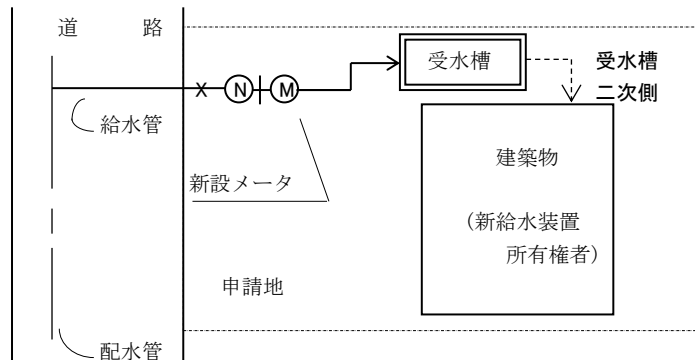 道 路
受水槽
受水槽
二次側
X N M
給水管
建築物
新設メータ
(新給水装置
所有権者)
申請地
配水管